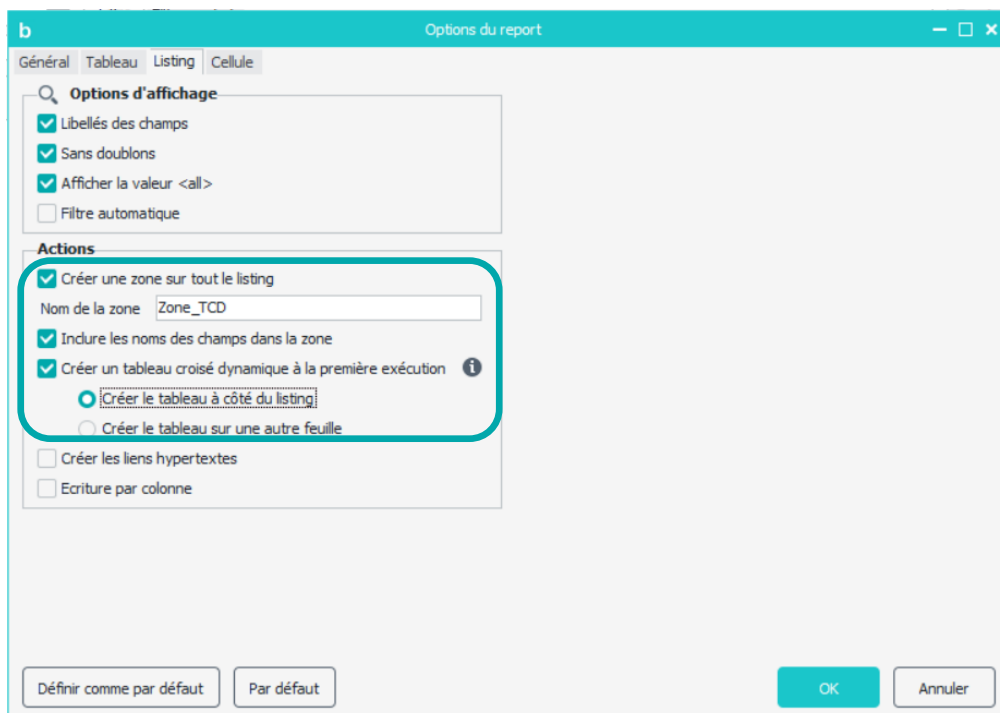 b
Options du report
Général Tableau Listing Cellule
Options d'affichage
Libellés des champs
Sans doublons
Afficher la valeur <all>
Filtre automatique
Actions
Créer une zone sur tout le listing
Nom de la zone Zone_TCD
Inclure les noms des champs dans la zone
Créer un tableau croisé dynamique à la première exécution
Créer le tableau à côté du listing
Créer le tableau sur une autre feuille
Créer les liens hypertextes
Ecriture par colonne
Définir comme par défaut Par défaut OK Annuler